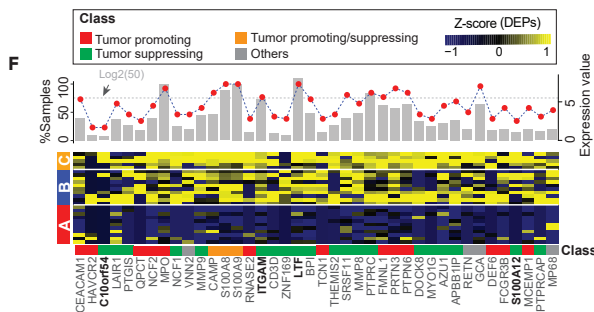 F
Class
Tumor promoting
Tumor suppressing
Tumor promoting/suppressing
Others
Z-score (DEPs)
-1
0
1
Log2(50)
%Samples
100
50
0
5
0
Expression value
C
B
A
Class
CEACAM1
HAVCR2
C10orf54
LAIR1
PTGIS
QPCT
NCF2
MPO
NCF1
VNN2
MMP9
CAMP
S100A8
S100A9
RNASE2
ITGAM
CD311
ZNF169
LTF
BPI
TCN1
THEMIS2
SRSF11
MMP8
PTPRC
FMNL1
PRTN3
PTPN6
DOCK8
MYO1G
AZU1
APBB1IP
RETN
GCA
DEF6
FCGR3B
S100A12
MCEMP1
PTPRCAP
MP68